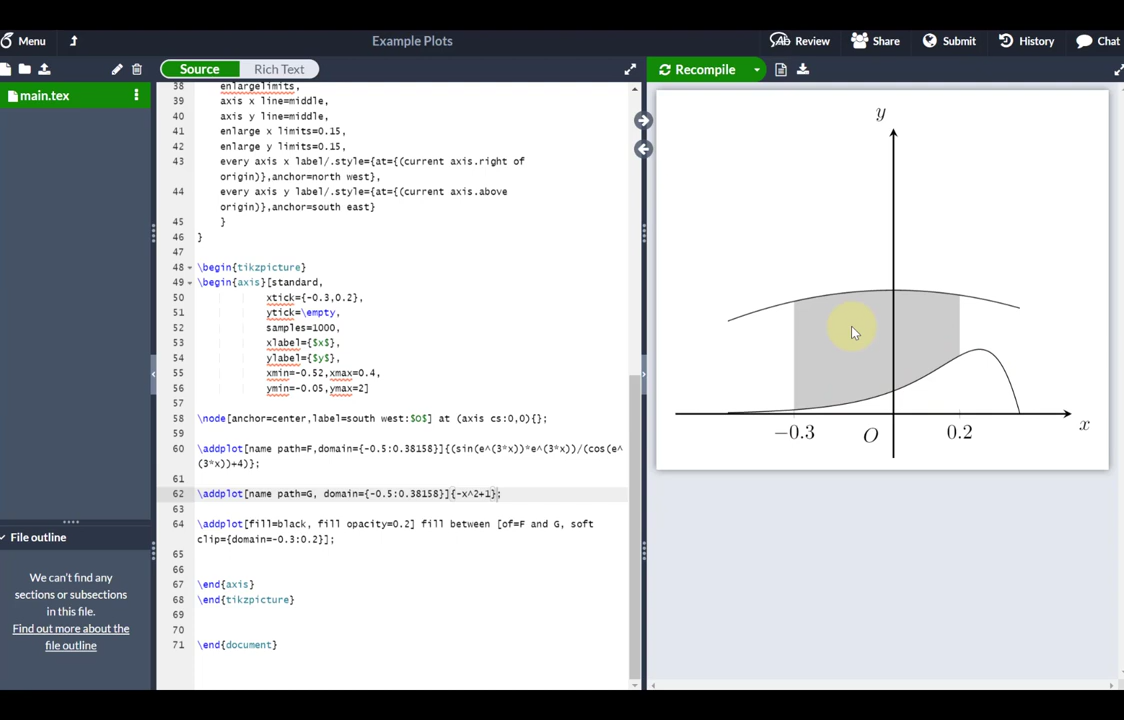 Menu
Example Plots
Review
Share
Submit
History
Chat
Source
Rich Text
Recompile
main.tex
38 enlargelimits,
39 axis x line=middle,
40 axis y line=middle,
41 enlarge x limits=0.15,
42 enlarge y limits=0.15,
43 every axis x label/.style={at={(current axis.right of
origin)},anchor=north west},
44 every axis y label/.style={at={(current axis.above
origin)},anchor=south east}
45 }
46 }
47
48 \begin{tikzpicture}
49 \begin{axis}[standard,
50 xtick={-0.3,0.2},
51 ytick=\empty,
52 samples=1000,
53 xlabel={$x$},
54 ylabel={$y$},
55 xmin=-0.52,xmax=0.4,
56 ymin=-0.05,ymax=2]
57
58 \node[anchor=center,label=south west:$O$] at (axis cs:0,0){};
59
60 \addplot[name path=F,domain={-0.5:0.38158}]{(sin(e^(3*x))*e^(3*x))/(cos(e^
(3*x))+4)};
61
62 \addplot[name path=G, domain={-0.5:0.38158}]{-x^2+1};
63
64 \addplot[fill=black, fill opacity=0.2] fill between [of=F and G, soft
clip={domain=-0.3:0.2}];
65
66
67 \end{axis}
68 \end{tikzpicture}
69
70
71 \end{document}
File outline
We can't find any
sections or subsections
in this file.
Find out more about the
file outline
y
x
−0.3
O
0.2